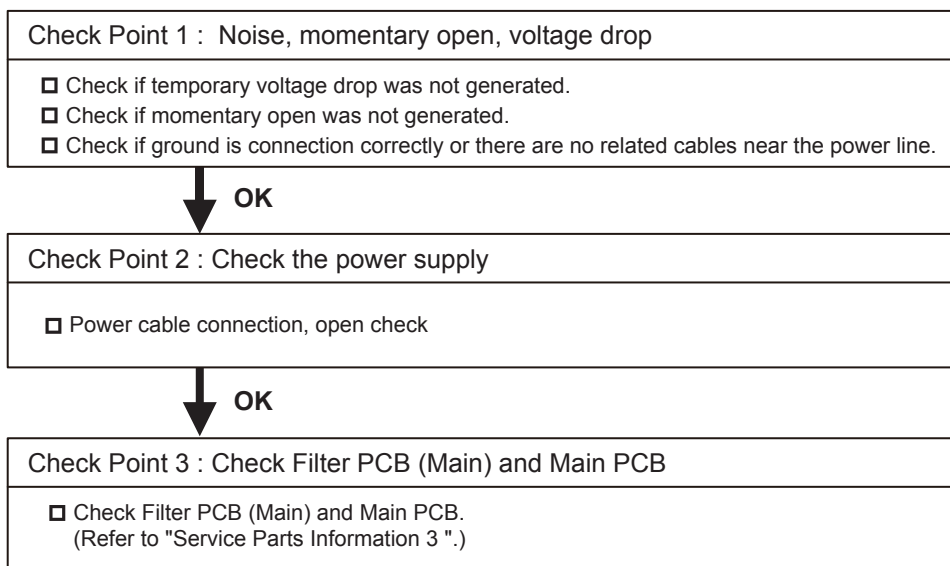 Check Point 1 : Noise, momentary open, voltage drop
Check if temporary voltage drop was not generated.
Check if momentary open was not generated.
Check if ground is connection correctly or there are no related cables near the power line.
OK
Check Point 2 : Check the power supply
Power cable connection, open check
OK
Check Point 3 : Check Filter PCB (Main) and Main PCB
Check Filter PCB (Main) and Main PCB.
(Refer to "Service Parts Information 3 ".)